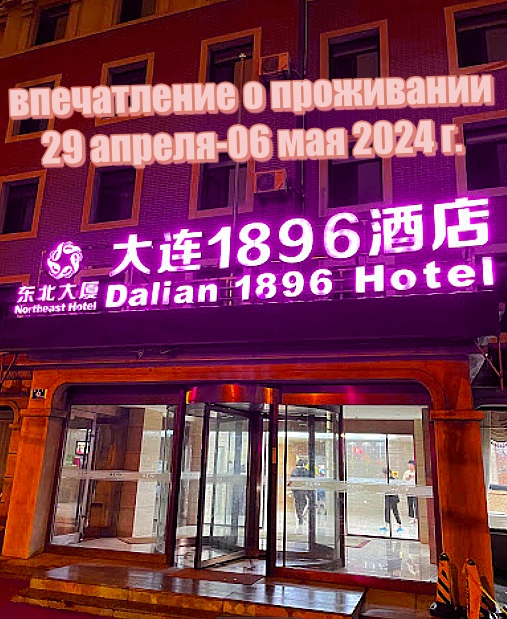 впечатление о проживании
29 апреля-06 мая 2024 г.
大连1896酒店
东北大厦
Northeast Hotel
Dalian 1896 Hotel